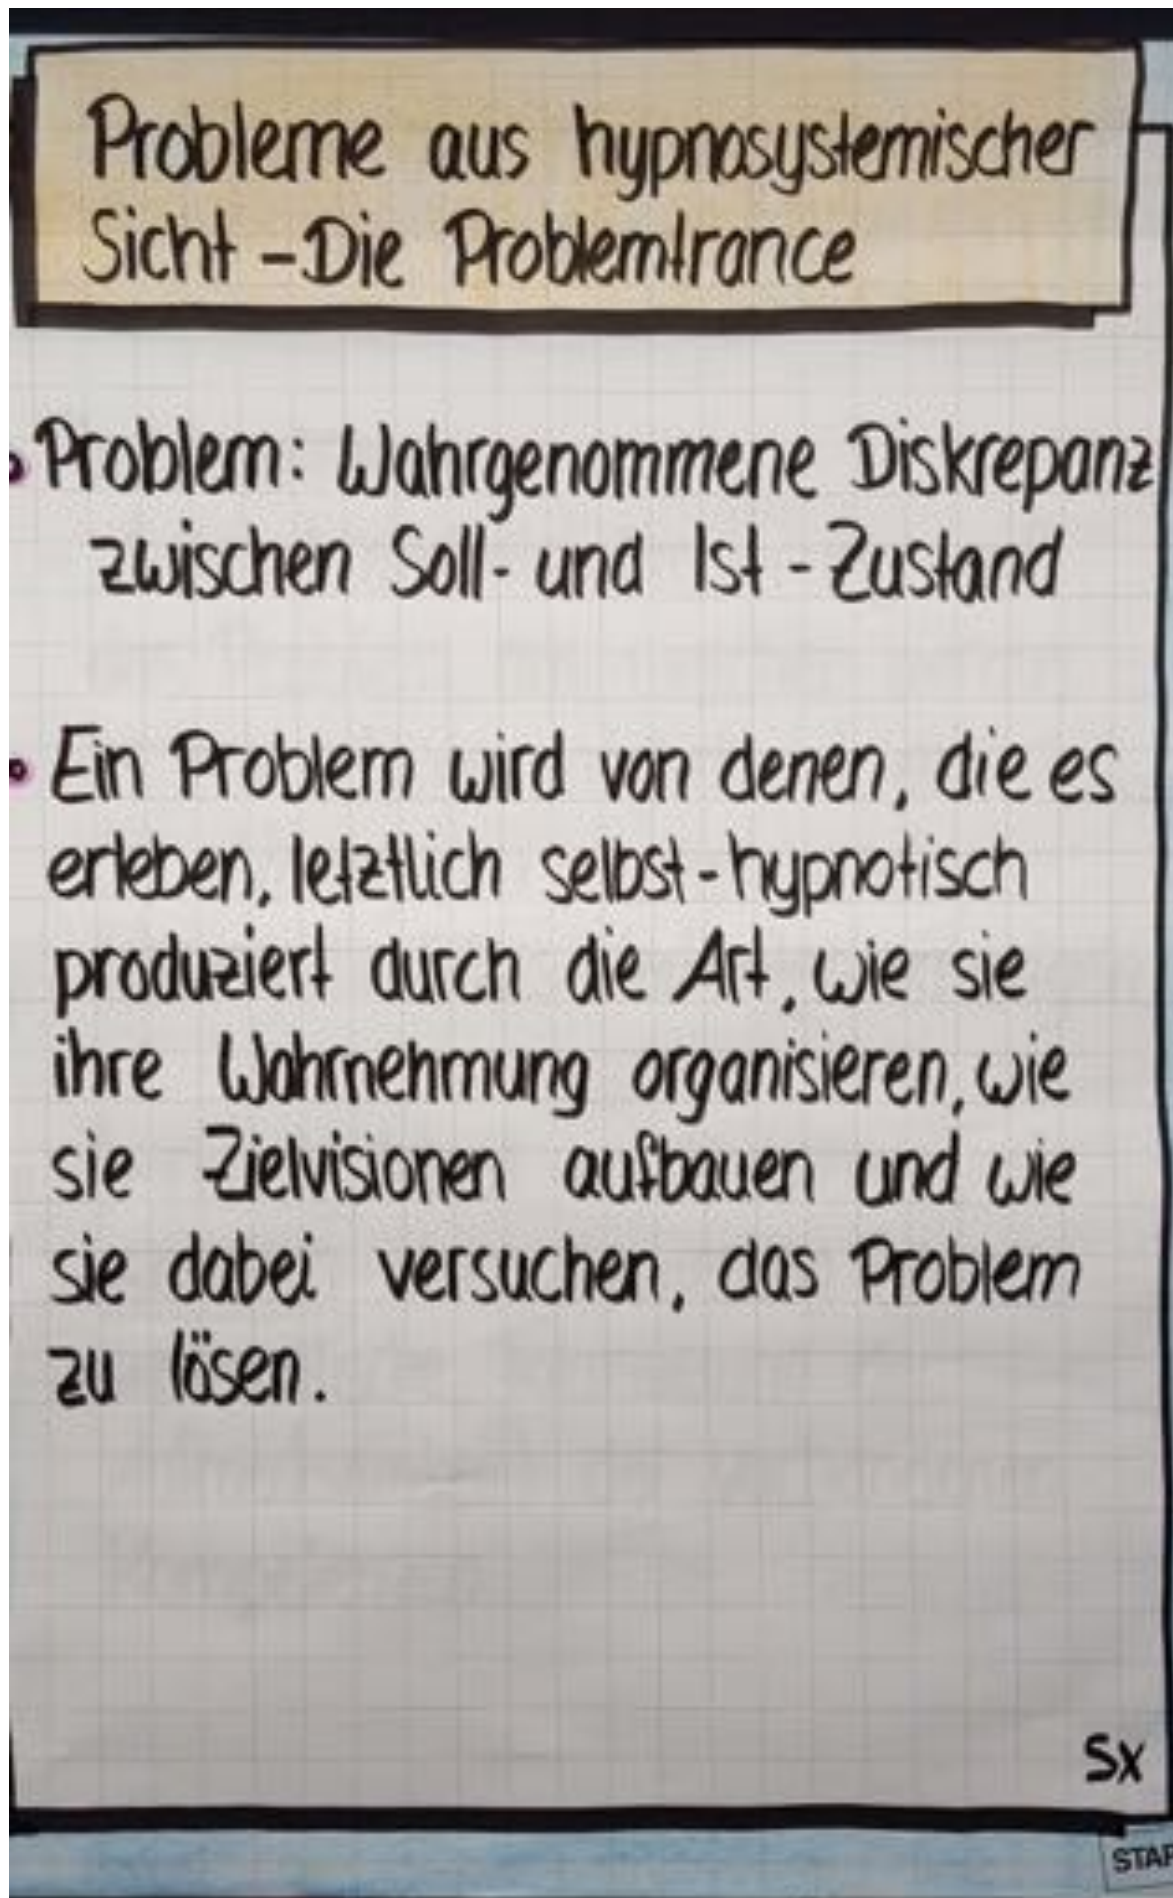 Probleme aus hypnosystemischer
Sicht - Die Problemtrance
• Problem: Wahrgenommene Diskrepanz
zwischen Soll- und Ist - Zustand
• Ein Problem wird von denen, die es
erleben, letztlich selbst-hypnotisch
produziert durch die Art, wie sie
ihre Wahrnehmung organisieren, wie
sie Zielvisionen aufbauen und wie
sie dabei versuchen, das Problem
zu lösen.
Sx